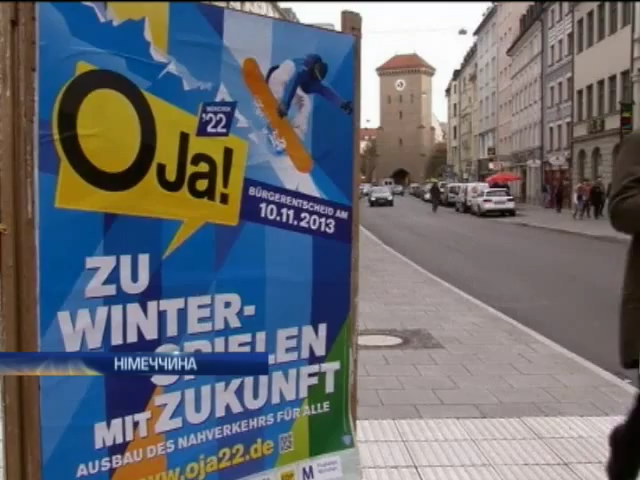 MÜNCHEN
'22
OJa!
BÜRGERENTSCHEID AM
10.11.2013
ZU
WINTER-
SPIELEN
НІМЕЧЧИНА
MIT ZUKUNFT
AUSBAU DES NAHVERKEHRS FÜR ALLE
www.oja22.de
M